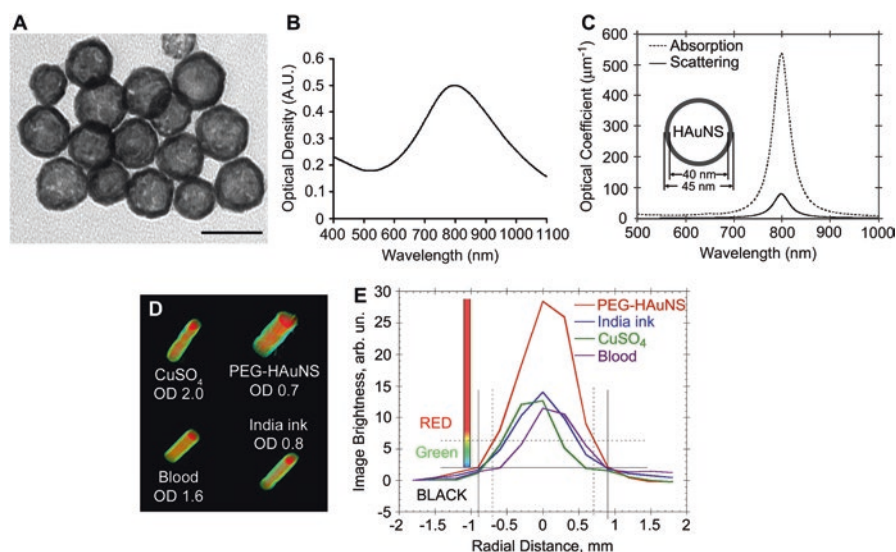 A
B
Optical Density (A.U.)
0.6
0.5
0.4
0.3
0.2
0.1
0
400 500 600 700 800 900 1000 1100
Wavelength (nm)
C
Optical Coefficient (µm⁻¹)
600
500
400
300
200
100
0
Absorption
Scattering
HAuNS
40 nm
45 nm
500 600 700 800 900 1000
Wavelength (nm)
D
CuSO₄
OD 2.0
PEG-HAuNS
OD 0.7
Blood
OD 1.6
India ink
OD 0.8
E
Image Brightness, arb. un.
30
25
20
15
10
5
0
-5
PEG-HAuNS
India ink
CuSO₄
Blood
RED
Green
BLACK
-2 -1.5 -1 -0.5 0 0.5 1 1.5 2
Radial Distance, mm